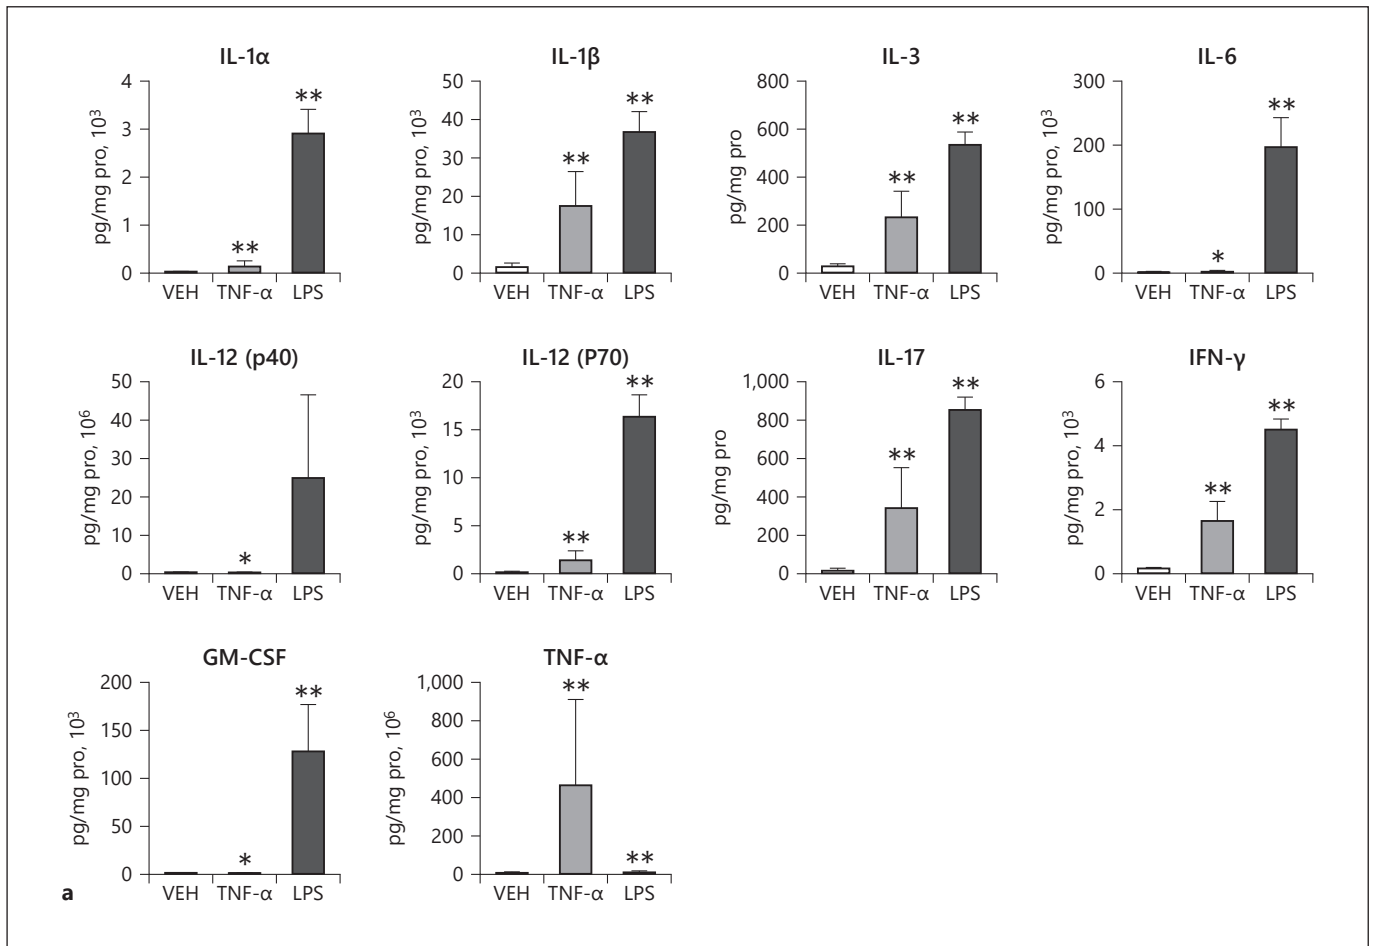 IL-1α
pg/mg pro, 10³
4
3
2
1
0
**
**
VEH TNF-α LPS
IL-1β
pg/mg pro, 10³
50
40
30
20
10
0
**
**
VEH TNF-α LPS
IL-3
pg/mg pro
800
600
400
200
0
**
**
VEH TNF-α LPS
IL-6
pg/mg pro, 10³
300
200
100
0
*
**
VEH TNF-α LPS
IL-12 (p40)
pg/mg pro, 10⁶
50
40
30
20
10
0
*
VEH TNF-α LPS
IL-12 (P70)
pg/mg pro, 10³
20
15
10
5
0
**
**
VEH TNF-α LPS
IL-17
pg/mg pro
1,000
800
600
400
200
0
**
**
VEH TNF-α LPS
IFN-γ
pg/mg pro, 10³
6
4
2
0
**
**
VEH TNF-α LPS
GM-CSF
pg/mg pro, 10³
200
150
100
50
0
*
**
VEH TNF-α LPS
TNF-α
pg/mg pro, 10⁶
1,000
800
600
400
200
0
**
**
VEH TNF-α LPS
a